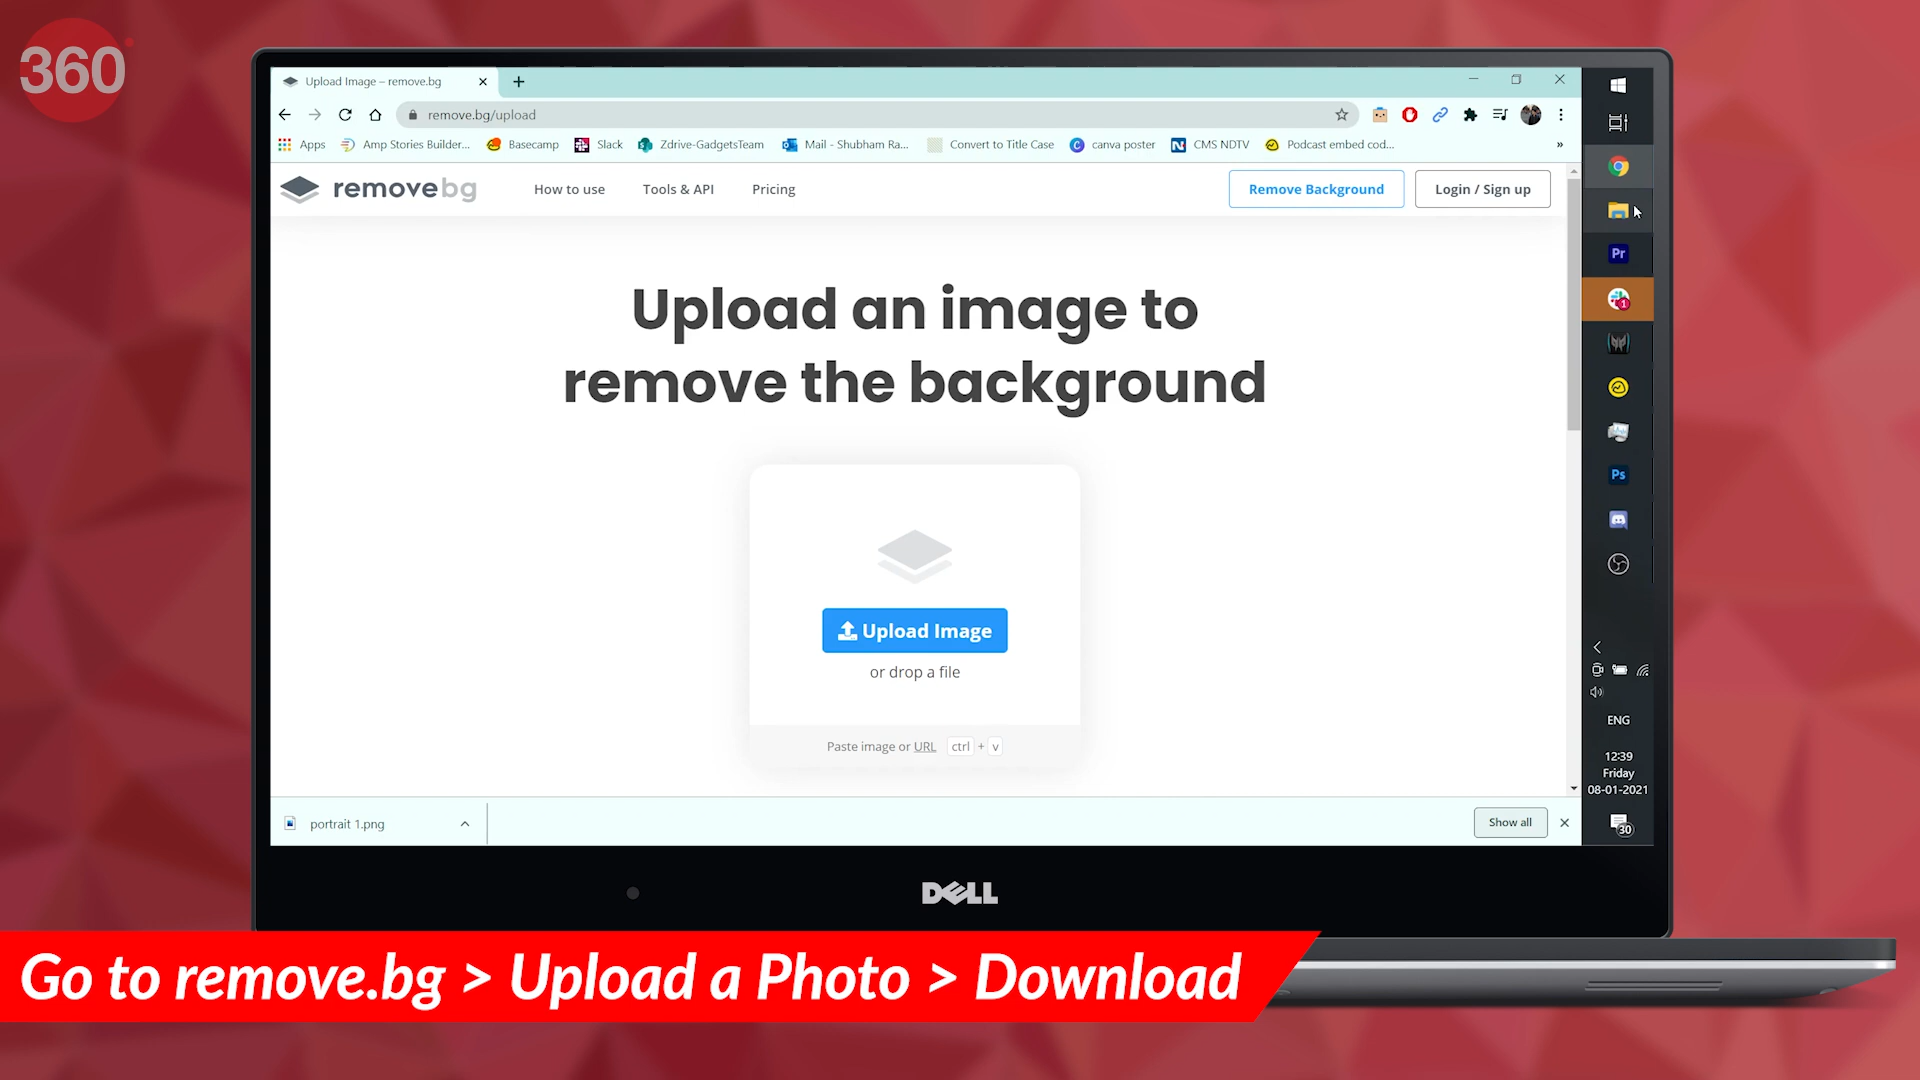 360
Upload Image – remove.bg
remove.bg/upload
Apps
Amp Stories Builder...
Basecamp
Slack
Zdrive-GadgetsTeam
Mail - Shubham Ra...
Convert to Title Case
canva poster
CMS NDTV
Podcast embed cod...
»
removebg
How to use
Tools & API
Pricing
Remove Background
Login / Sign up
Upload an image to
remove the background
Upload Image
or drop a file
Paste image or URL ctrl + v
portrait 1.png
Show all
Pr
1
Ps
ENG
12:39
Friday
08-01-2021
30
DELL
Go to remove.bg > Upload a Photo > Download